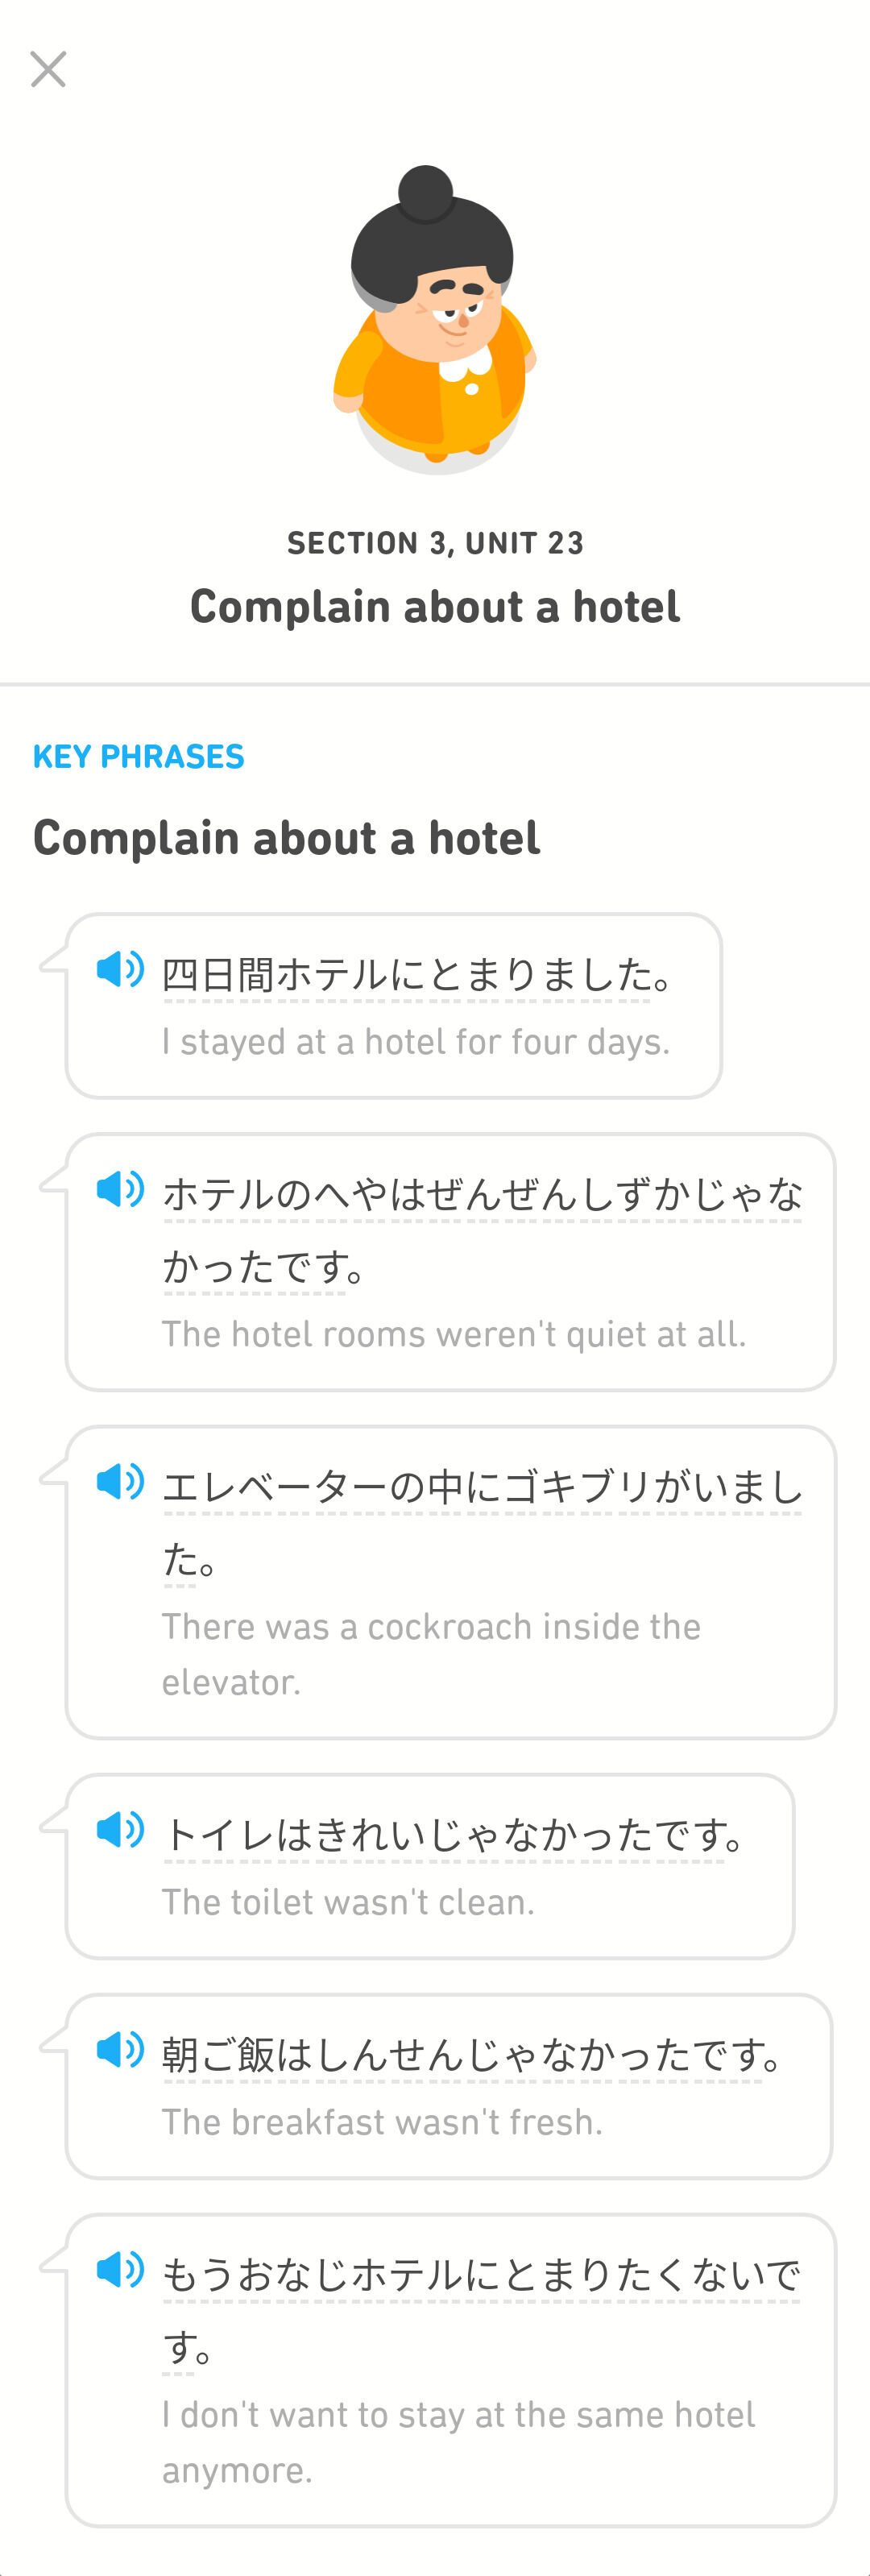 SECTION 3, UNIT 23
Complain about a hotel
KEY PHRASES
Complain about a hotel
四日間ホテルにとまりました。
I stayed at a hotel for four days.
ホテルのへやはぜんぜんしずかじゃな
かったです。
The hotel rooms weren't quiet at all.
エレベーターの中にゴキブリがいまし
た。
There was a cockroach inside the
elevator.
トイレはきれいじゃなかったです。
The toilet wasn't clean.
朝ご飯はしんせんじゃなかったです。
The breakfast wasn't fresh.
もうおなじホテルにとまりたくないで
す。
I don't want to stay at the same hotel
anymore.